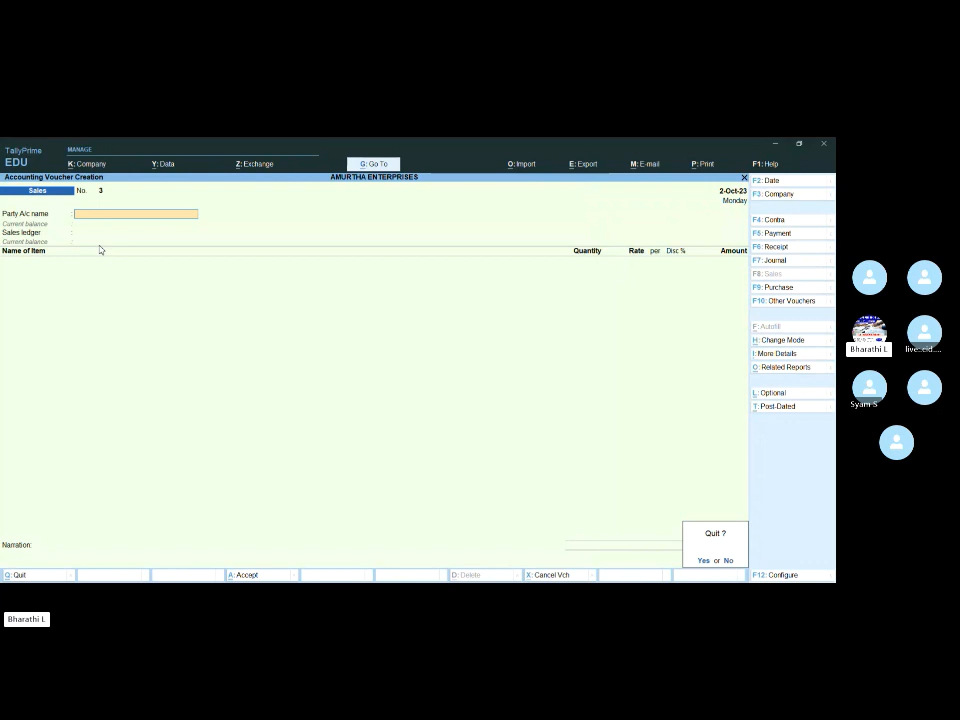 TallyPrime
EDU
MANAGE
K: Company
Y: Data
Z: Exchange
G: Go To
O: Import
E: Export
M: E-mail
P: Print
F1: Help
Accounting Voucher Creation
AMURTHA ENTERPRISES
X
Sales
No. 3
2-Oct-23
Monday
Party A/c name :
Current balance :
Sales ledger :
Current balance :
Name of Item
Quantity
Rate per
Disc %
Amount
Narration:
Quit ?
Yes or No
Q: Quit
A: Accept
D: Delete
X: Cancel Vch
F2: Date
F3: Company
F4: Contra
F5: Payment
F6: Receipt
F7: Journal
F8: Sales
F9: Purchase
F10: Other Vouchers
F: Autofill
H: Change Mode
I: More Details
O: Related Reports
L: Optional
T: Post-Dated
F12: Configure
Bharathi L
live:.cid....
Syam S
Bharathi L